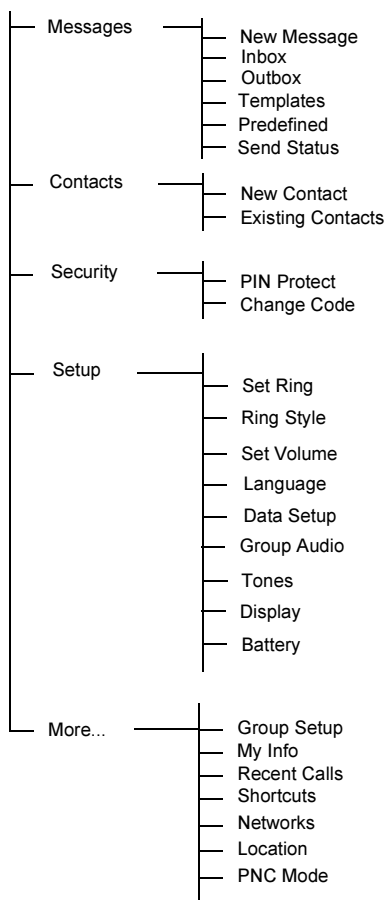 Messages
New Message
Inbox
Outbox
Templates
Predefined
Send Status
Contacts
New Contact
Existing Contacts
Security
PIN Protect
Change Code
Setup
Set Ring
Ring Style
Set Volume
Language
Data Setup
Group Audio
Tones
Display
Battery
More...
Group Setup
My Info
Recent Calls
Shortcuts
Networks
Location
PNC Mode